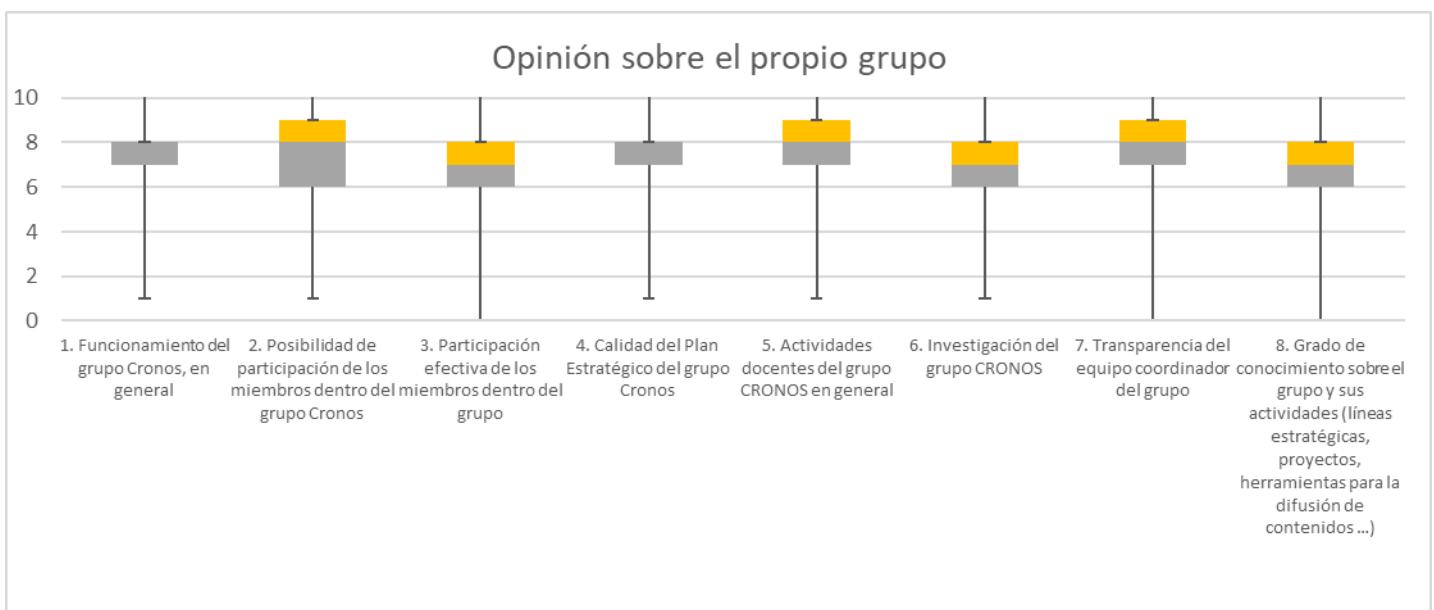 Opinión sobre el propio grupo
10
8
6
4
2
0
1. Funcionamiento del
grupo Cronos, en
general
2. Posibilidad de
participación de los
miembros dentro del
grupo Cronos
3. Participación
efectiva de los
miembros dentro del
grupo
4. Calidad del Plan
Estratégico del grupo
Cronos
5. Actividades
docentes del grupo
CRONOS en general
6. Investigación del
grupo CRONOS
7. Transparencia del
equipo coordinador
del grupo
8. Grado de
conocimiento sobre el
grupo y sus
actividades (líneas
estratégicas,
proyectos,
herramientas para la
difusión de
contenidos ...)